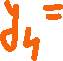 y₄ =